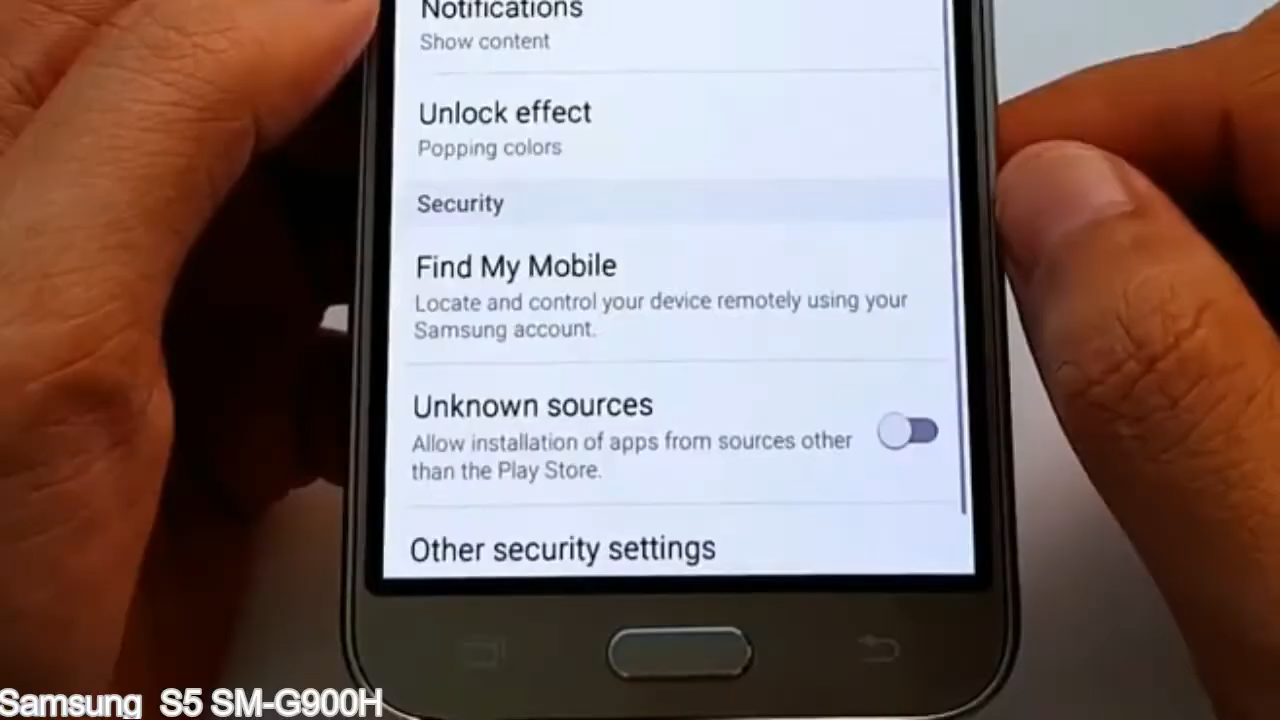 Notifications
Show content
Unlock effect
Popping colors
Security
Find My Mobile
Locate and control your device remotely using your
Samsung account.
Unknown sources
Allow installation of apps from sources other
than the Play Store.
Other security settings
Samsung  S5 SM-G900H